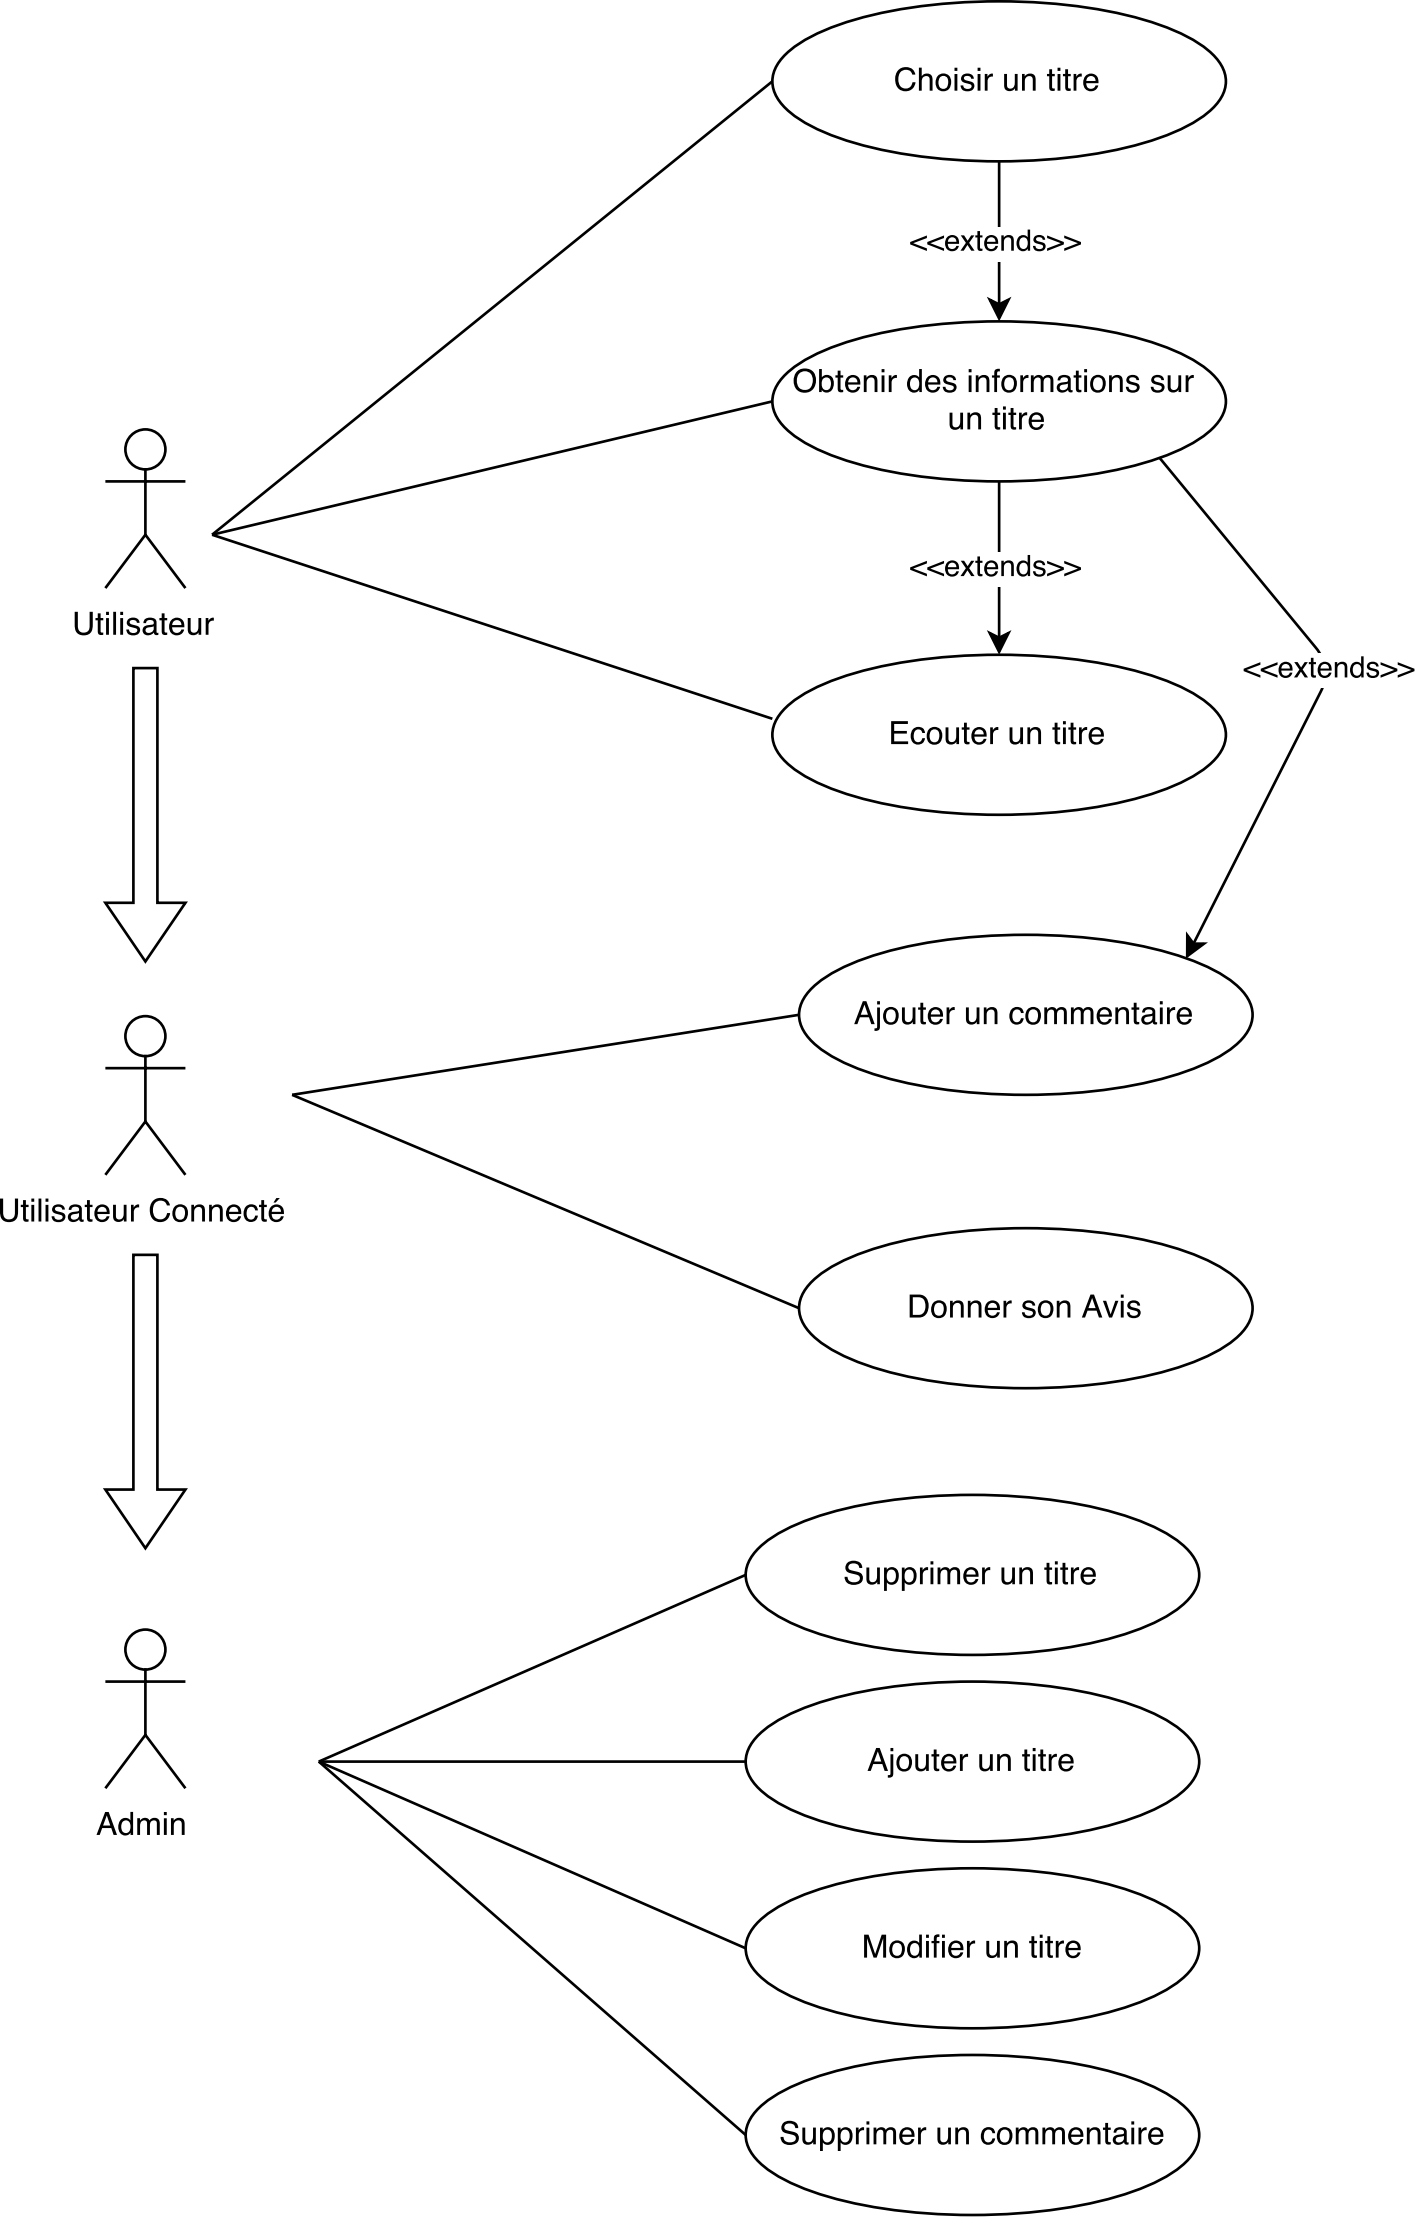 Choisir un titre
<<extends>>
Obtenir des informations sur
un titre
Utilisateur
<<extends>>
<<extends>>
Ecouter un titre
Ajouter un commentaire
Utilisateur Connecté
Donner son Avis
Supprimer un titre
Ajouter un titre
Admin
Modifier un titre
Supprimer un commentaire